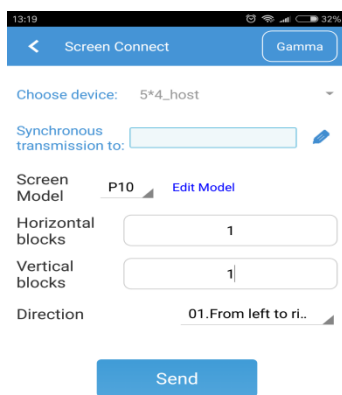 13:19 32%
Screen Connect Gamma
Choose device: 5*4_host
Synchronous
transmission to:
Screen
Model P10 Edit Model
Horizontal
blocks 1
Vertical
blocks 1
Direction 01.From left to ri..
Send